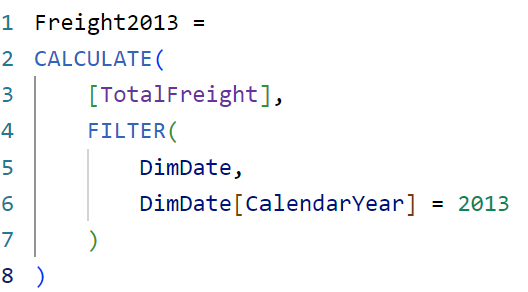 1 Freight2013 =
2 CALCULATE(
3     [TotalFreight],
4     FILTER(
5         DimDate,
6         DimDate[CalendarYear] = 2013
7     )
8 )